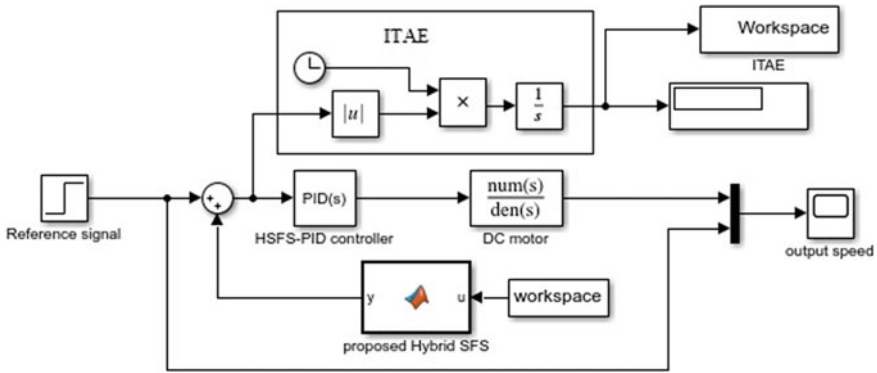 ITAE
Workspace
ITAE
|u|
×
1
s
Reference signal
+
+
PID(s)
HSFS-PID controller
num(s)
den(s)
DC motor
output speed
y
u
workspace
proposed Hybrid SFS